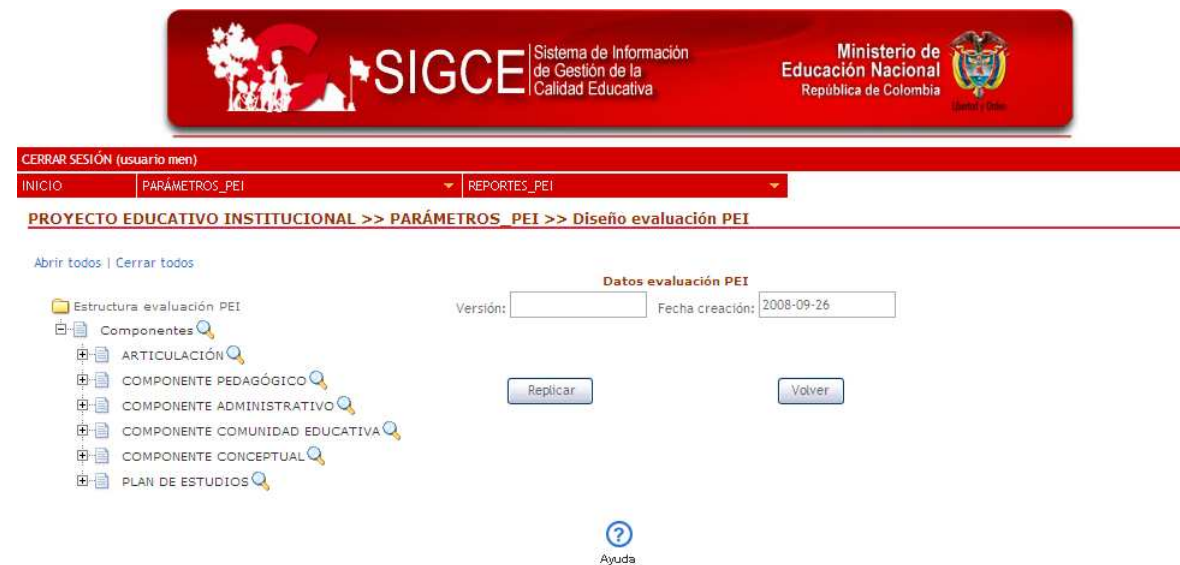 SIGCE
Sistema de Información
de Gestión de la
Calidad Educativa
Ministerio de
Educación Nacional
República de Colombia
Libertad y Orden
CERRAR SESIÓN (usuario men)
INICIO PARÁMETROS_PEI REPORTES_PEI
PROYECTO EDUCATIVO INSTITUCIONAL >> PARÁMETROS_PEI >> Diseño evaluación PEI
Abrir todos | Cerrar todos
Datos evaluación PEI
Estructura evaluación PEI
Versión: Fecha creación: 2008-09-26
Componentes
ARTICULACIÓN
COMPONENTE PEDAGÓGICO
Replicar Volver
COMPONENTE ADMINISTRATIVO
COMPONENTE COMUNIDAD EDUCATIVA
COMPONENTE CONCEPTUAL
PLAN DE ESTUDIOS
?
Ayuda